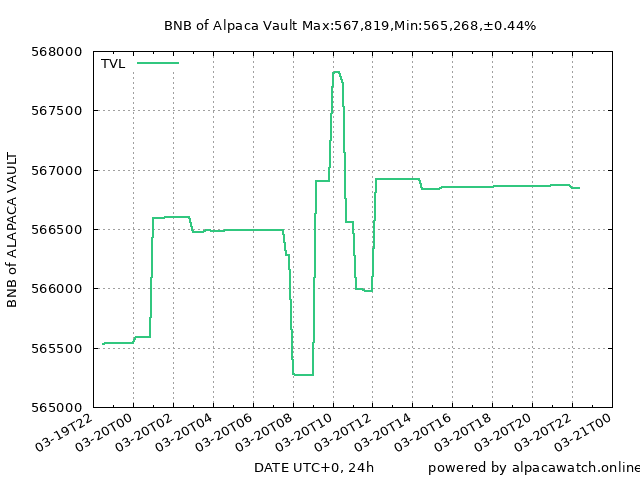 BNB of Alpaca Vault Max:567,819,Min:565,268,±0.44%
TVL
568000
567500
567000
566500
566000
565500
565000
BNB of ALAPACA VAULT
03-19T22
03-20T00
03-20T02
03-20T04
03-20T06
03-20T08
03-20T10
03-20T12
03-20T14
03-20T16
03-20T18
03-20T20
03-20T22
03-21T00
DATE UTC+0, 24h
powered by alpacawatch.online